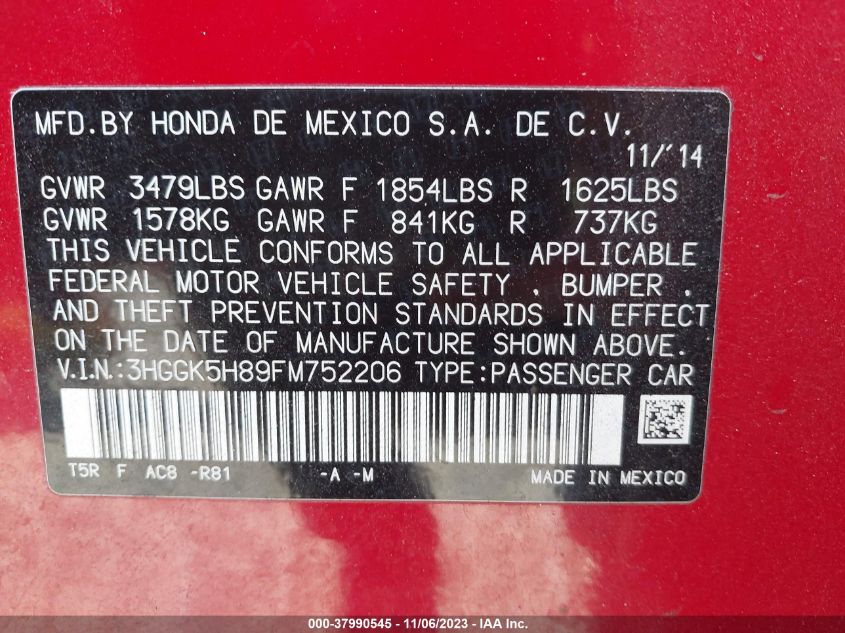 MFD.BY HONDA DE MEXICO S.A. DE C.V.
11/'14
GVWR 3479LBS GAWR F 1854LBS R 1625LBS
GVWR 1578KG GAWR F 841KG R 737KG
THIS VEHICLE CONFORMS TO ALL APPLICABLE
FEDERAL MOTOR VEHICLE SAFETY , BUMPER ,
AND THEFT PREVENTION STANDARDS IN EFFECT
ON THE DATE OF MANUFACTURE SHOWN ABOVE.
V.I.N.:3HGGK5H89FM752206 TYPE:PASSENGER CAR
T5R F AC8 -R81 -A -M MADE IN MEXICO
000-37990545 - 11/06/2023 - IAA Inc.